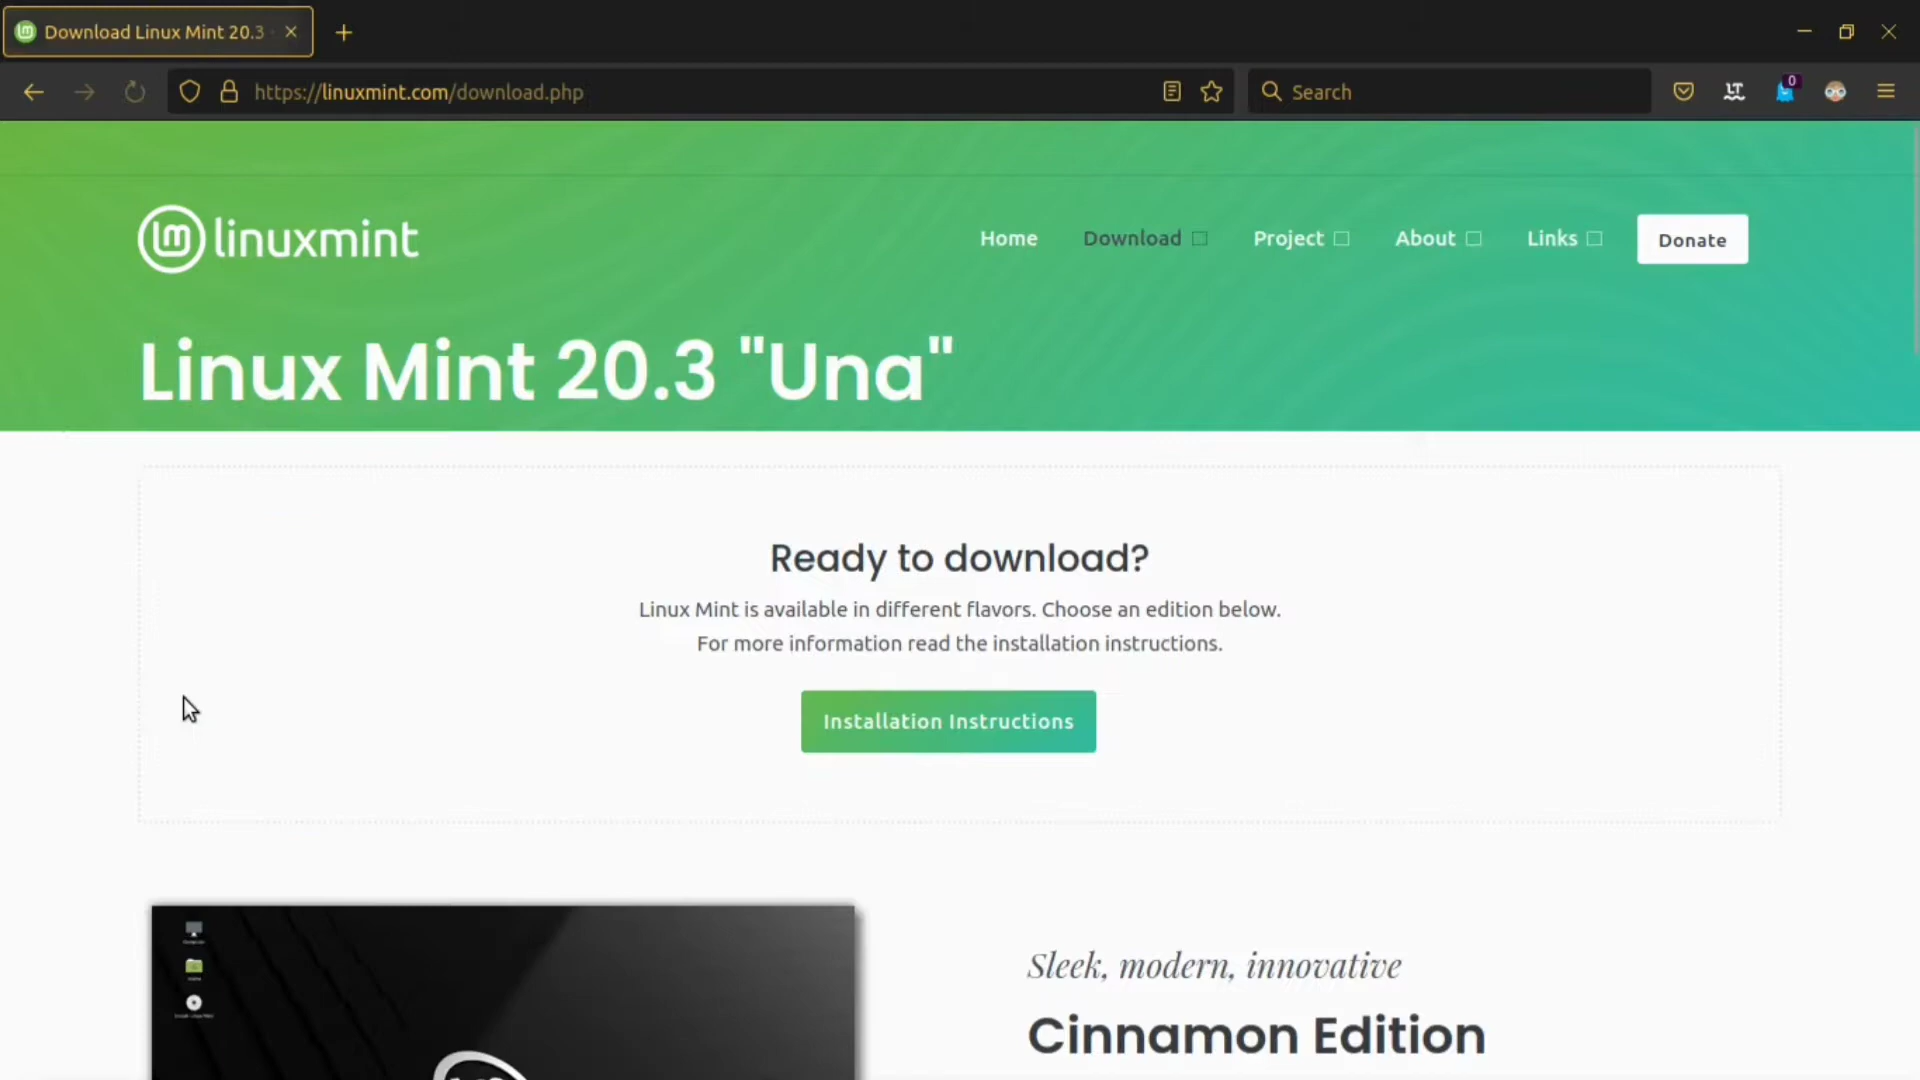 Download Linux Mint 20.3
https://linuxmint.com/download.php
Search
0
linuxmint
Home
Download
Project
About
Links
Donate
Linux Mint 20.3 "Una"
Ready to download?
Linux Mint is available in different flavors. Choose an edition below.
For more information read the installation instructions.
Installation Instructions
Sleek, modern, innovative
Cinnamon Edition